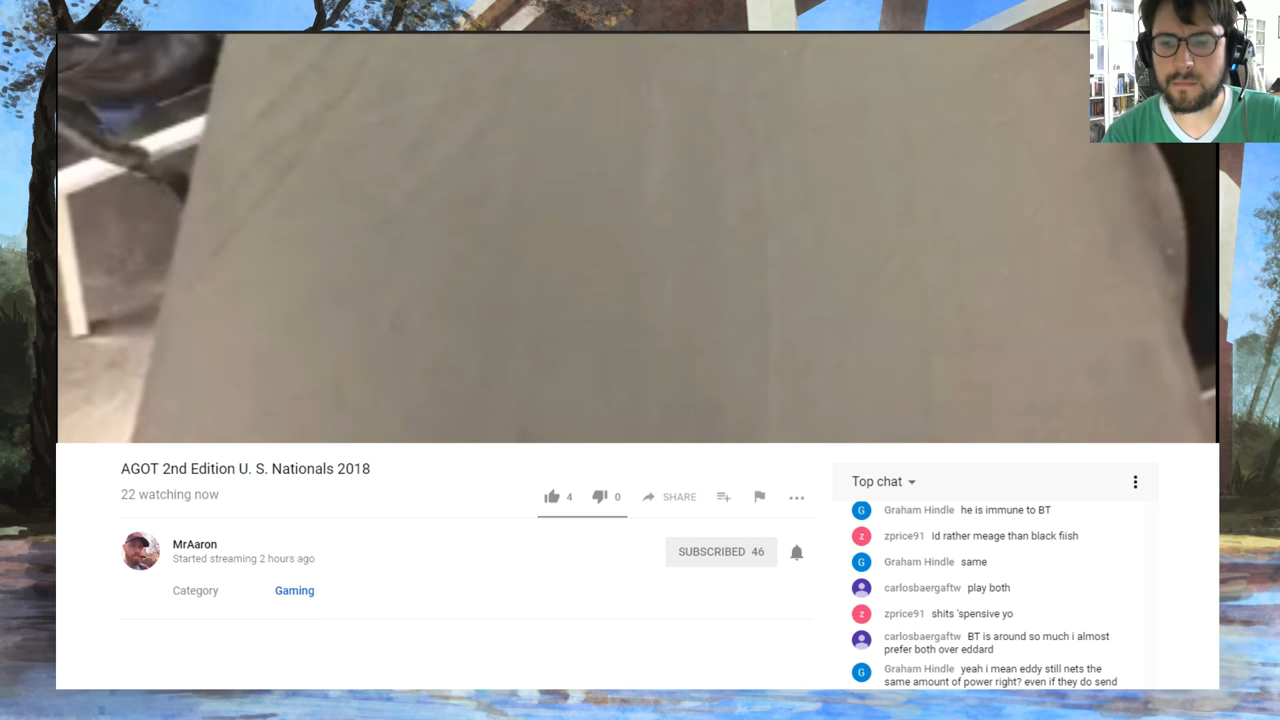 AGOT 2nd Edition U. S. Nationals 2018
22 watching now
4
0
SHARE
MrAaron
Started streaming 2 hours ago
SUBSCRIBED 46
Category
Gaming
Top chat
G
Graham Hindle he is immune to BT
z
zprice91 Id rather meage than black fiish
G
Graham Hindle same
carlosbaergaftw play both
z
zprice91 shits 'spensive yo
carlosbaergaftw BT is around so much i almost
prefer both over eddard
G
Graham Hindle yeah i mean eddy still nets the
same amount of power right? even if they do send